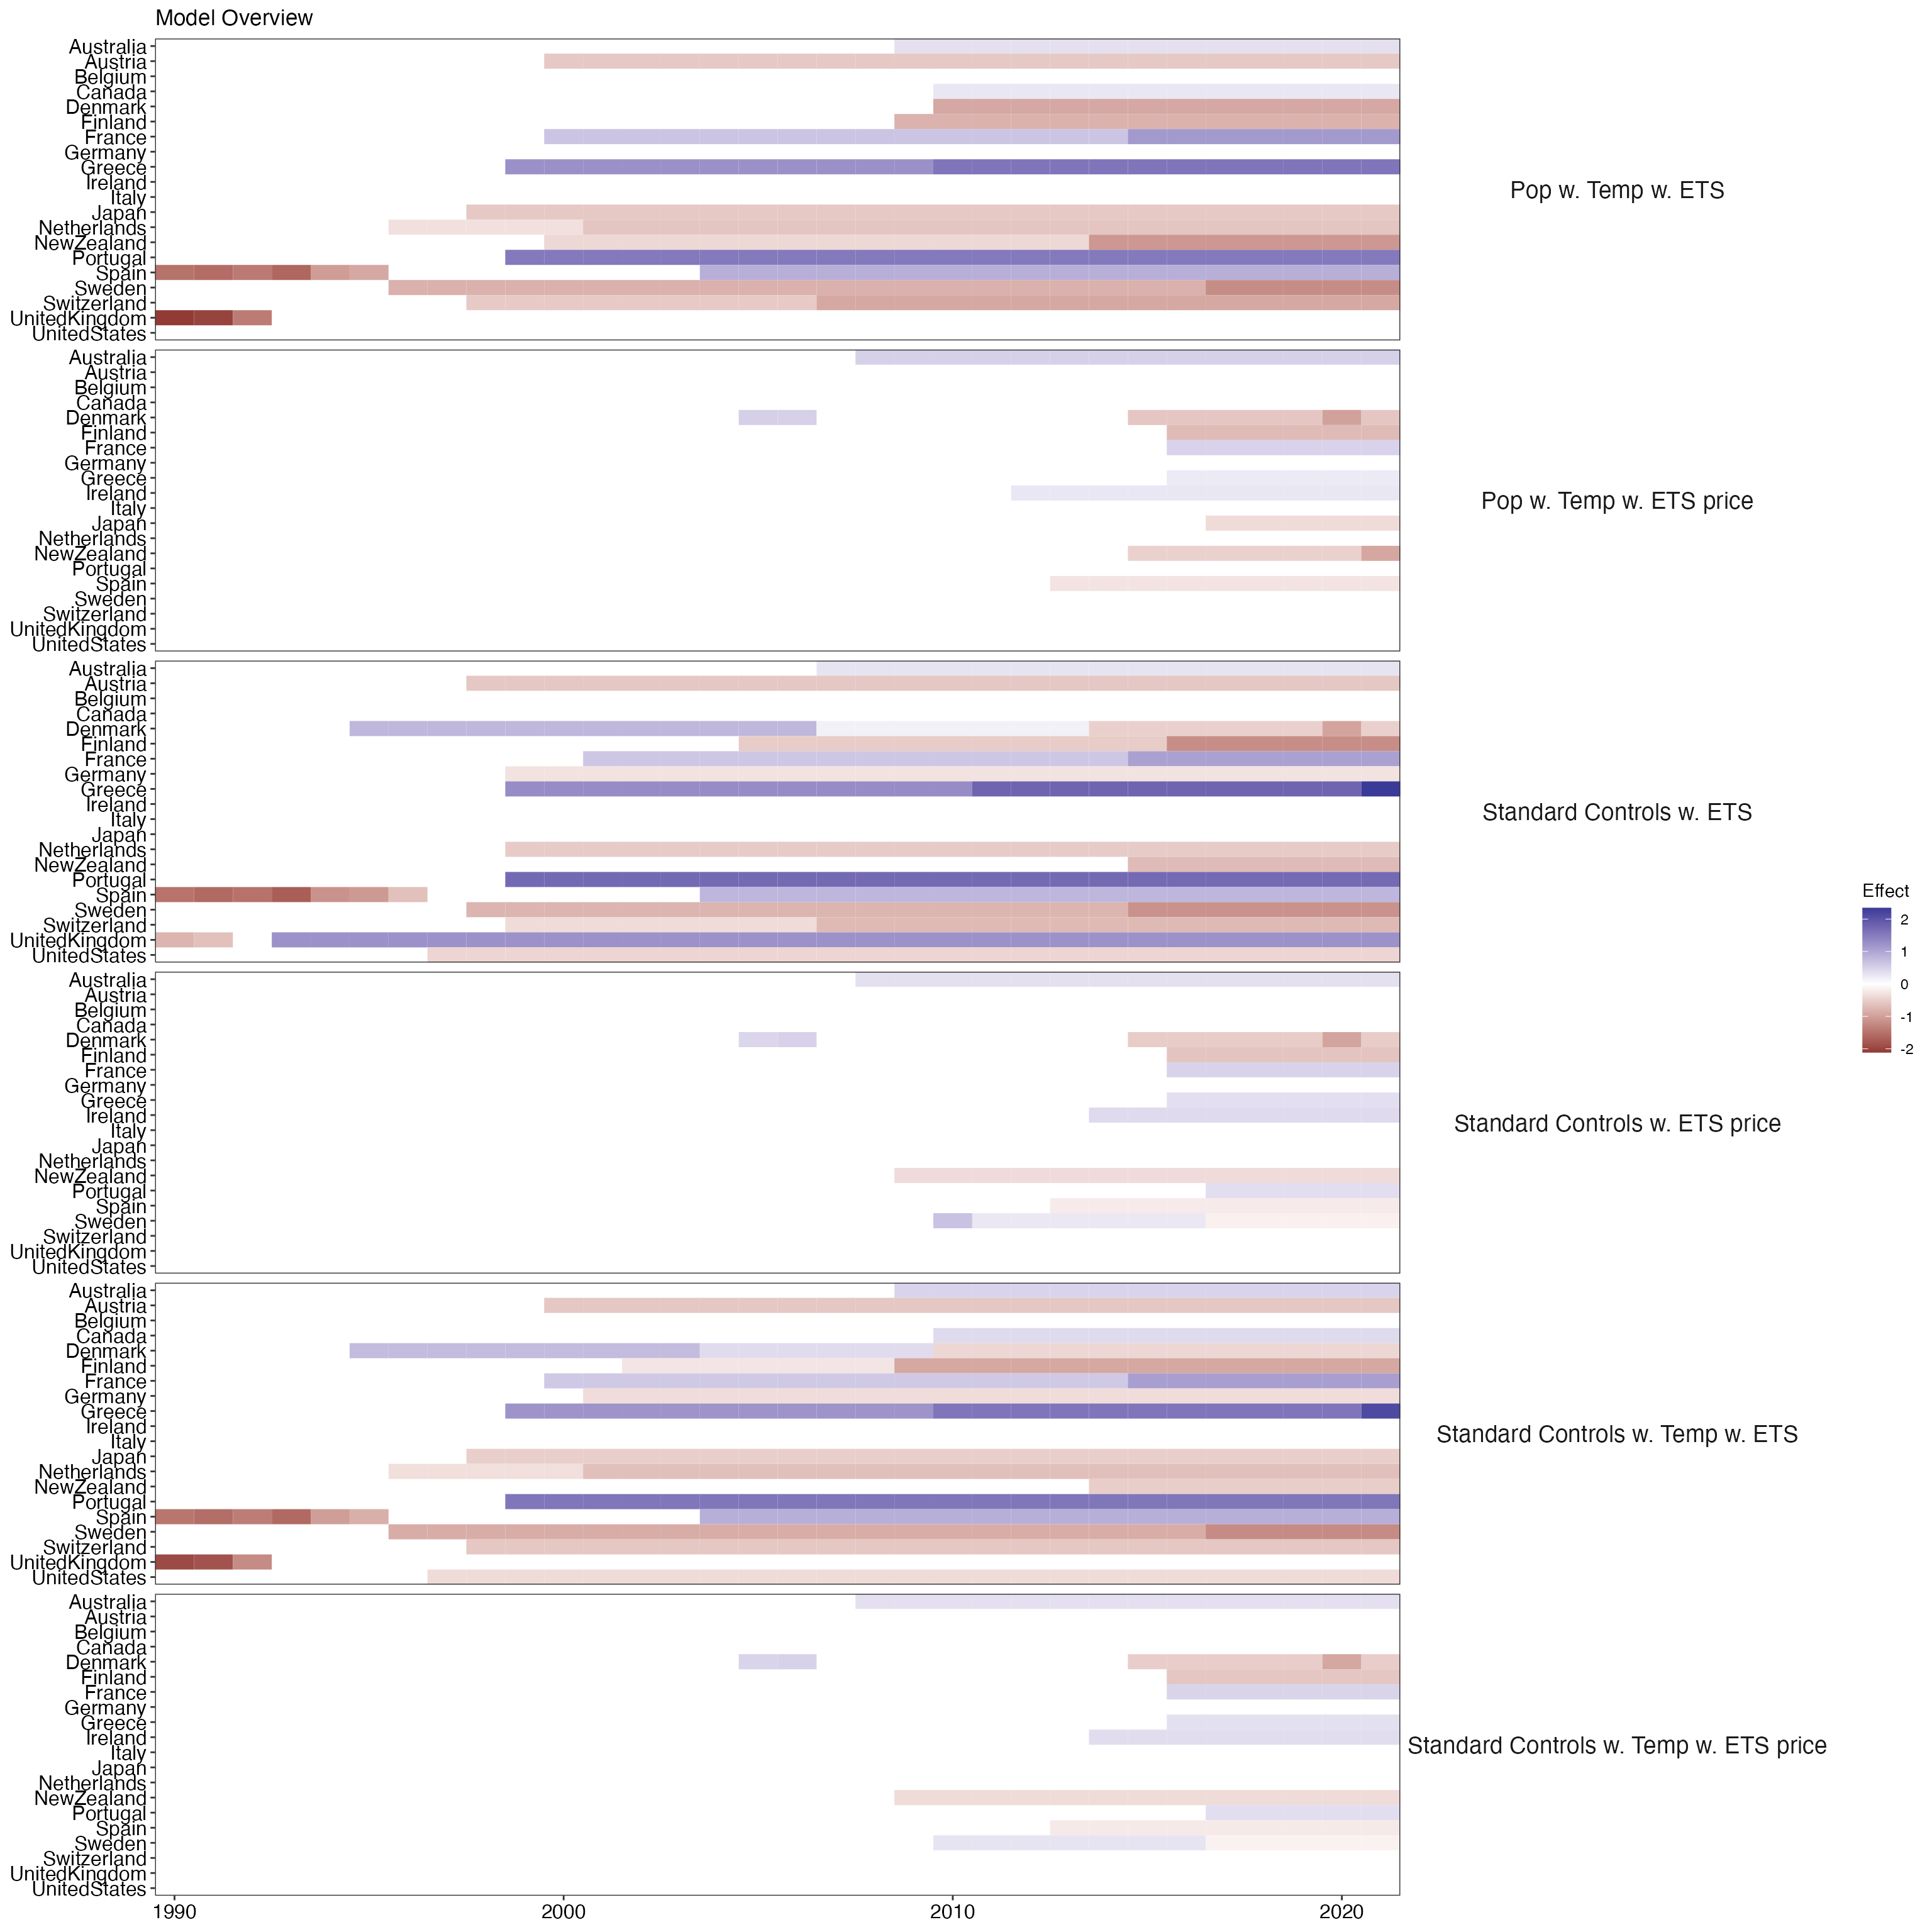 Model Overview
Australia
Austria
Belgium
Canada
Denmark
Finland
France
Germany
Greece
Ireland
Italy
Japan
Netherlands
NewZealand
Portugal
Spain
Sweden
Switzerland
UnitedKingdom
UnitedStates
Pop w. Temp w. ETS
Australia
Austria
Belgium
Canada
Denmark
Finland
France
Germany
Greece
Ireland
Italy
Japan
Netherlands
NewZealand
Portugal
Spain
Sweden
Switzerland
UnitedKingdom
UnitedStates
Pop w. Temp w. ETS price
Australia
Austria
Belgium
Canada
Denmark
Finland
France
Germany
Greece
Ireland
Italy
Japan
Netherlands
NewZealand
Portugal
Spain
Sweden
Switzerland
UnitedKingdom
UnitedStates
Standard Controls w. ETS
Australia
Austria
Belgium
Canada
Denmark
Finland
France
Germany
Greece
Ireland
Italy
Japan
Netherlands
NewZealand
Portugal
Spain
Sweden
Switzerland
UnitedKingdom
UnitedStates
Standard Controls w. ETS price
Australia
Austria
Belgium
Canada
Denmark
Finland
France
Germany
Greece
Ireland
Italy
Japan
Netherlands
NewZealand
Portugal
Spain
Sweden
Switzerland
UnitedKingdom
UnitedStates
Standard Controls w. Temp w. ETS
Australia
Austria
Belgium
Canada
Denmark
Finland
France
Germany
Greece
Ireland
Italy
Japan
Netherlands
NewZealand
Portugal
Spain
Sweden
Switzerland
UnitedKingdom
UnitedStates
Standard Controls w. Temp w. ETS price
1990 2000 2010 2020
Effect
2
1
0
-1
-2